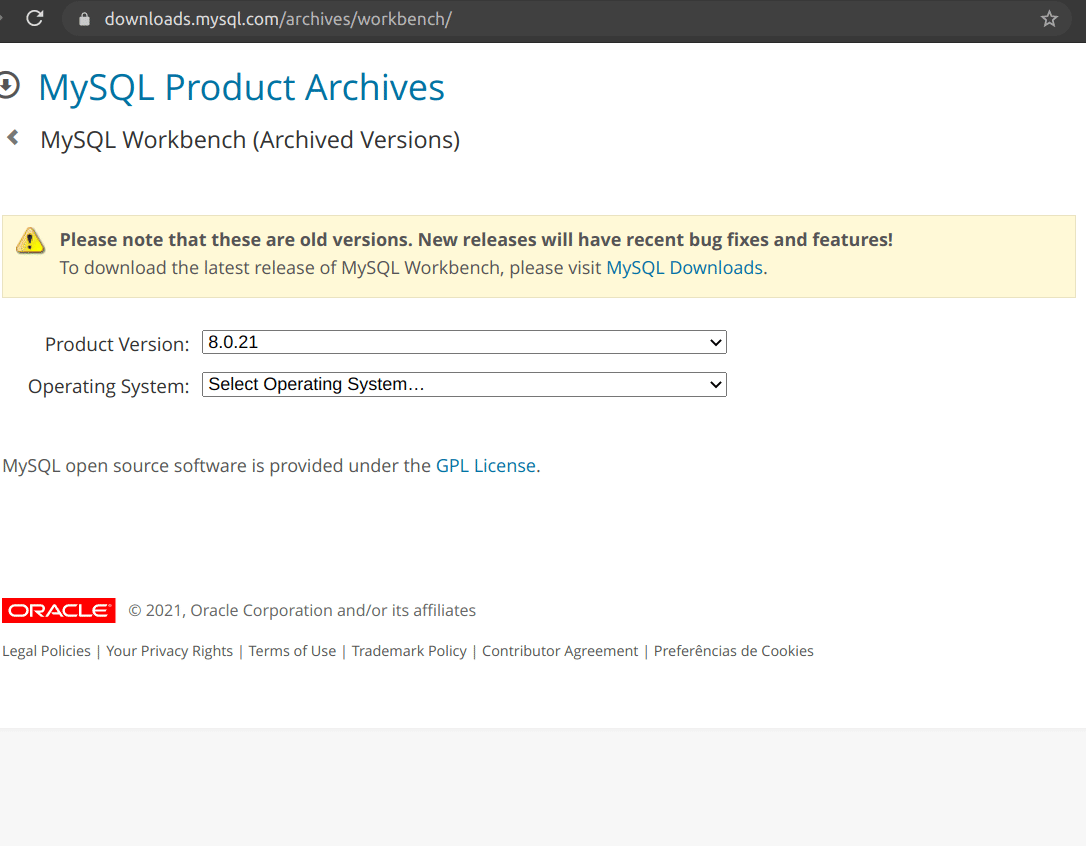 downloads.mysql.com/archives/workbench/
MySQL Product Archives
MySQL Workbench (Archived Versions)
Please note that these are old versions. New releases will have recent bug fixes and features!
To download the latest release of MySQL Workbench, please visit MySQL Downloads.
Product Version: 8.0.21
Operating System: Select Operating System…
MySQL open source software is provided under the GPL License.
ORACLE® © 2021, Oracle Corporation and/or its affiliates
Legal Policies | Your Privacy Rights | Terms of Use | Trademark Policy | Contributor Agreement | Preferências de Cookies